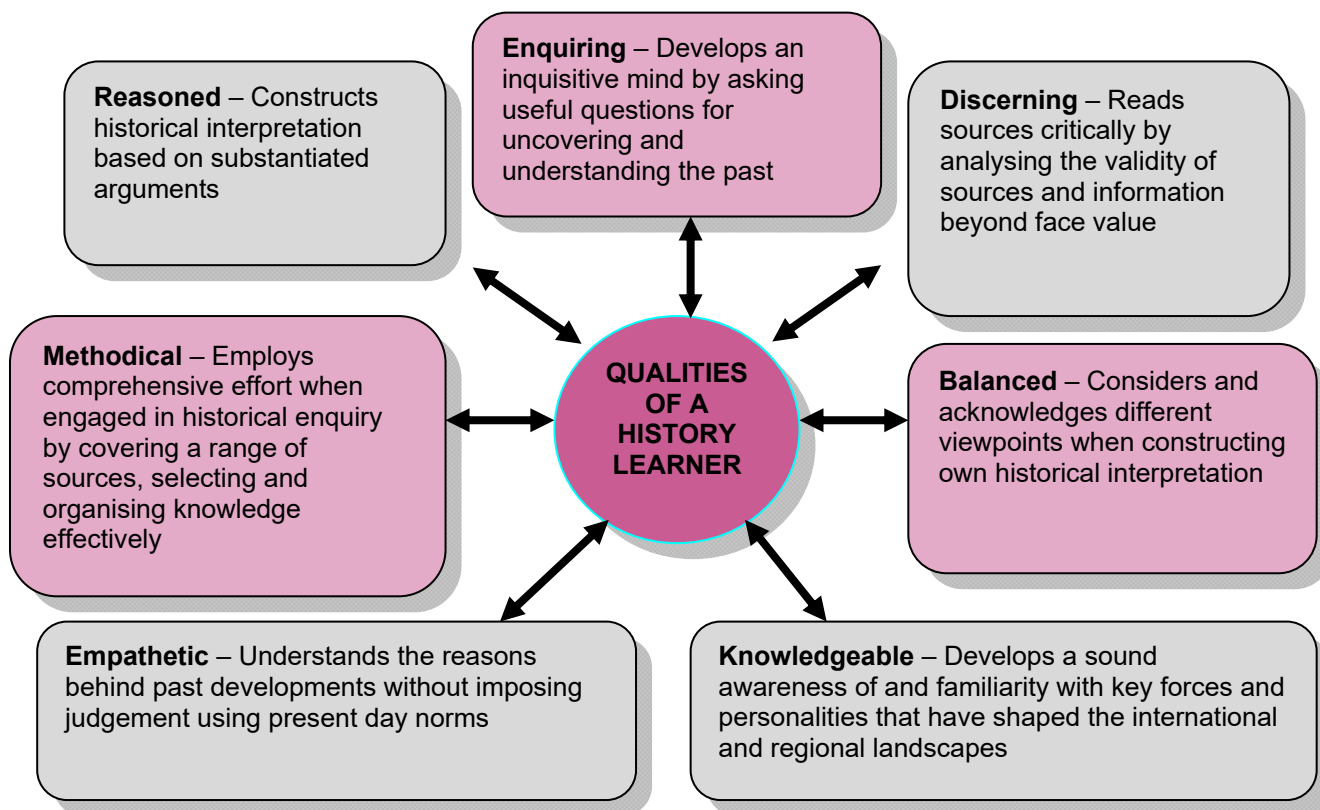 Reasoned – Constructs
historical interpretation
based on substantiated
arguments
Enquiring – Develops an
inquisitive mind by asking
useful questions for
uncovering and
understanding the past
Discerning – Reads
sources critically by
analysing the validity of
sources and information
beyond face value
Methodical – Employs
comprehensive effort when
engaged in historical enquiry
by covering a range of
sources, selecting and
organising knowledge
effectively
QUALITIES
OF A
HISTORY
LEARNER
Balanced – Considers and
acknowledges different
viewpoints when constructing
own historical interpretation
Empathetic – Understands the reasons
behind past developments without imposing
judgement using present day norms
Knowledgeable – Develops a sound
awareness of and familiarity with key forces and
personalities that have shaped the international
and regional landscapes